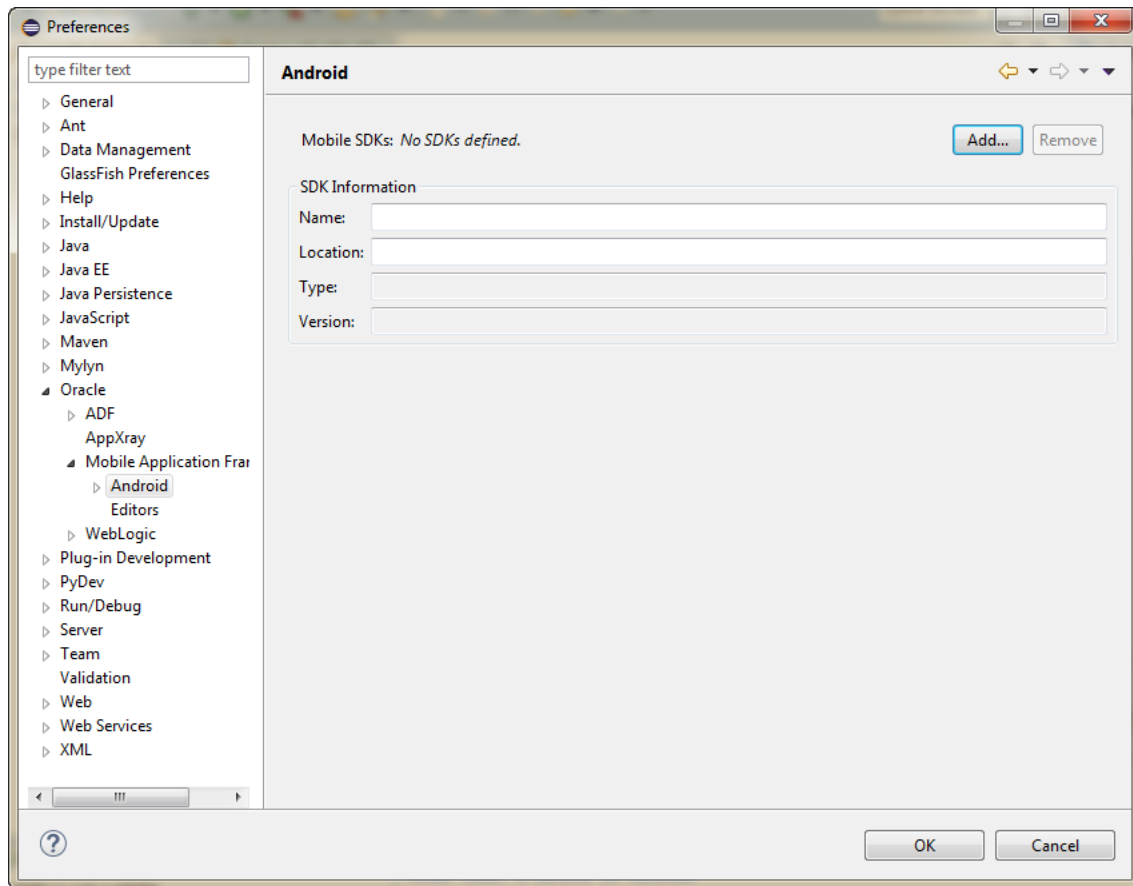 Preferences
type filter text
General
Ant
Data Management
GlassFish Preferences
Help
Install/Update
Java
Java EE
Java Persistence
JavaScript
Maven
Mylyn
Oracle
ADF
AppXray
Mobile Application Frar
Android
Editors
WebLogic
Plug-in Development
PyDev
Run/Debug
Server
Team
Validation
Web
Web Services
XML
Android
Mobile SDKs: No SDKs defined.
Add...
Remove
SDK Information
Name:
Location:
Type:
Version:
OK
Cancel